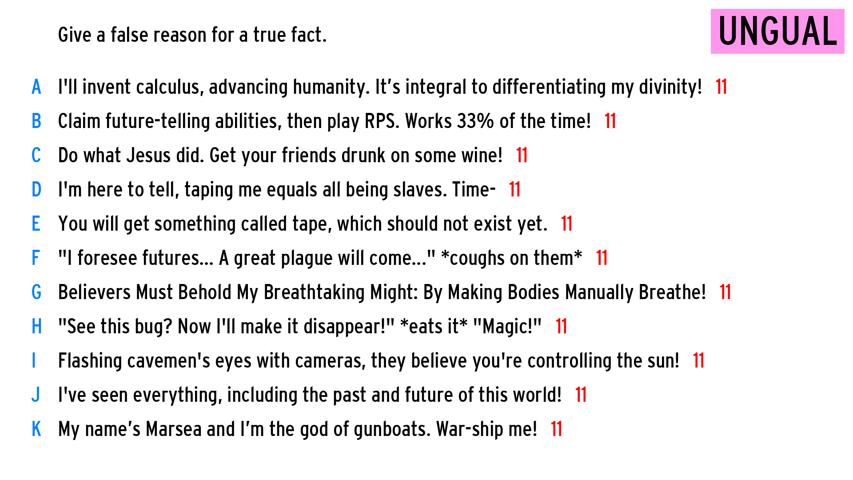 Give a false reason for a true fact.
UNGUAL
A I'll invent calculus, advancing humanity. It’s integral to differentiating my divinity! 11
B Claim future-telling abilities, then play RPS. Works 33% of the time! 11
C Do what Jesus did. Get your friends drunk on some wine! 11
D I'm here to tell, taping me equals all being slaves. Time- 11
E You will get something called tape, which should not exist yet. 11
F "I foresee futures... A great plague will come..." *coughs on them* 11
G Believers Must Behold My Breathtaking Might: By Making Bodies Manually Breathe! 11
H "See this bug? Now I'll make it disappear!" *eats it* "Magic!" 11
I Flashing cavemen's eyes with cameras, they believe you're controlling the sun! 11
J I've seen everything, including the past and future of this world! 11
K My name’s Marsea and I’m the god of gunboats. War-ship me! 11